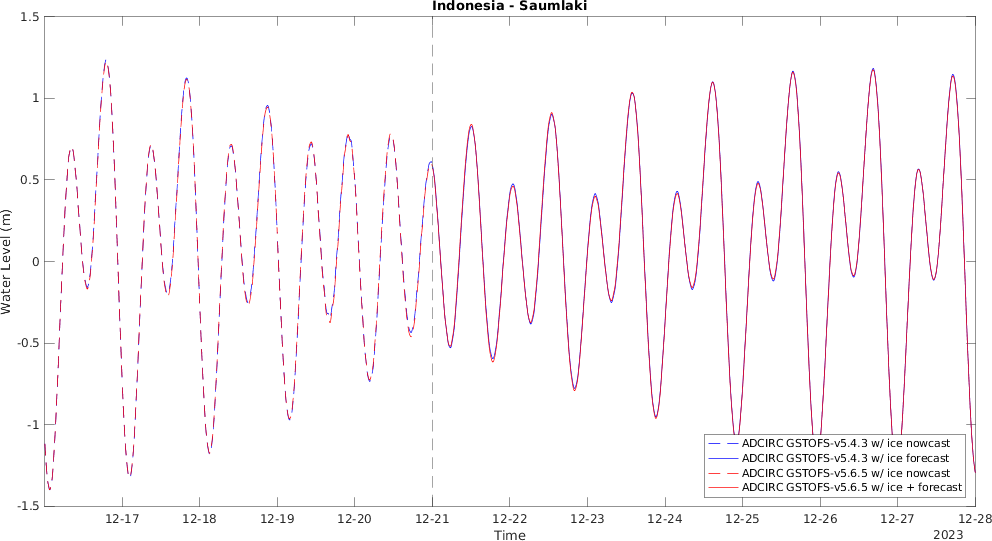 Indonesia - Saumlaki
Water Level (m)
1.5
1
0.5
0
-0.5
-1
-1.5
ADCIRC GSTOFS-v5.4.3 w/ ice nowcast
ADCIRC GSTOFS-v5.4.3 w/ ice forecast
ADCIRC GSTOFS-v5.6.5 w/ ice nowcast
ADCIRC GSTOFS-v5.6.5 w/ ice + forecast
12-17 12-18 12-19 12-20 12-21 12-22 12-23 12-24 12-25 12-26 12-27 12-28
Time
2023